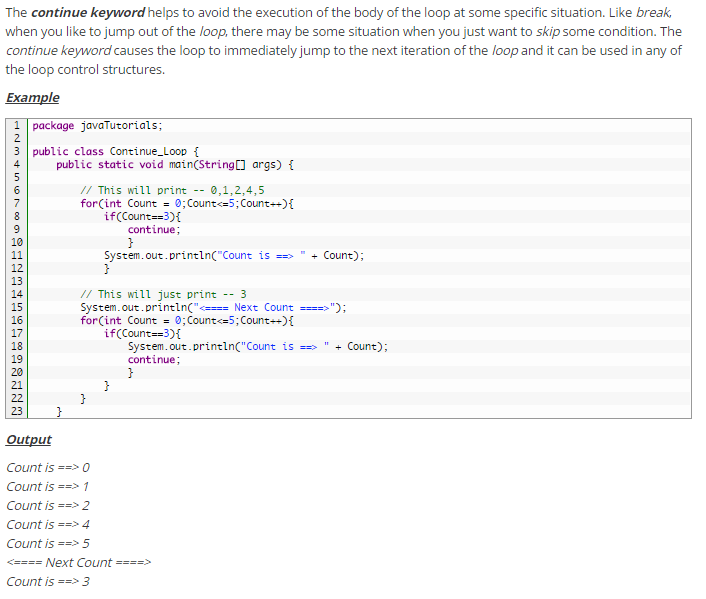 The continue keyword helps to avoid the execution of the body of the loop at some specific situation. Like break,
when you like to jump out of the loop, there may be some situation when you just want to skip some condition. The
continue keyword causes the loop to immediately jump to the next iteration of the loop and it can be used in any of
the loop control structures.
Example
1 package javaTutorials;
2
3 public class Continue_Loop {
4     public static void main(String[] args) {
5
6         // This will print -- 0,1,2,4,5
7         for(int Count = 0;Count<=5;Count++){
8             if(Count==3){
9                 continue;
10                 }
11             System.out.println("Count is ==> " + Count);
12             }
13
14         // This will just print -- 3
15         System.out.println("<==== Next Count ====>");
16         for(int Count = 0;Count<=5;Count++){
17             if(Count==3){
18                 System.out.println("Count is ==> " + Count);
19                 continue;
20                 }
21             }
22         }
23     }
Output
Count is ==> 0
Count is ==> 1
Count is ==> 2
Count is ==> 4
Count is ==> 5
<==== Next Count ====>
Count is ==> 3